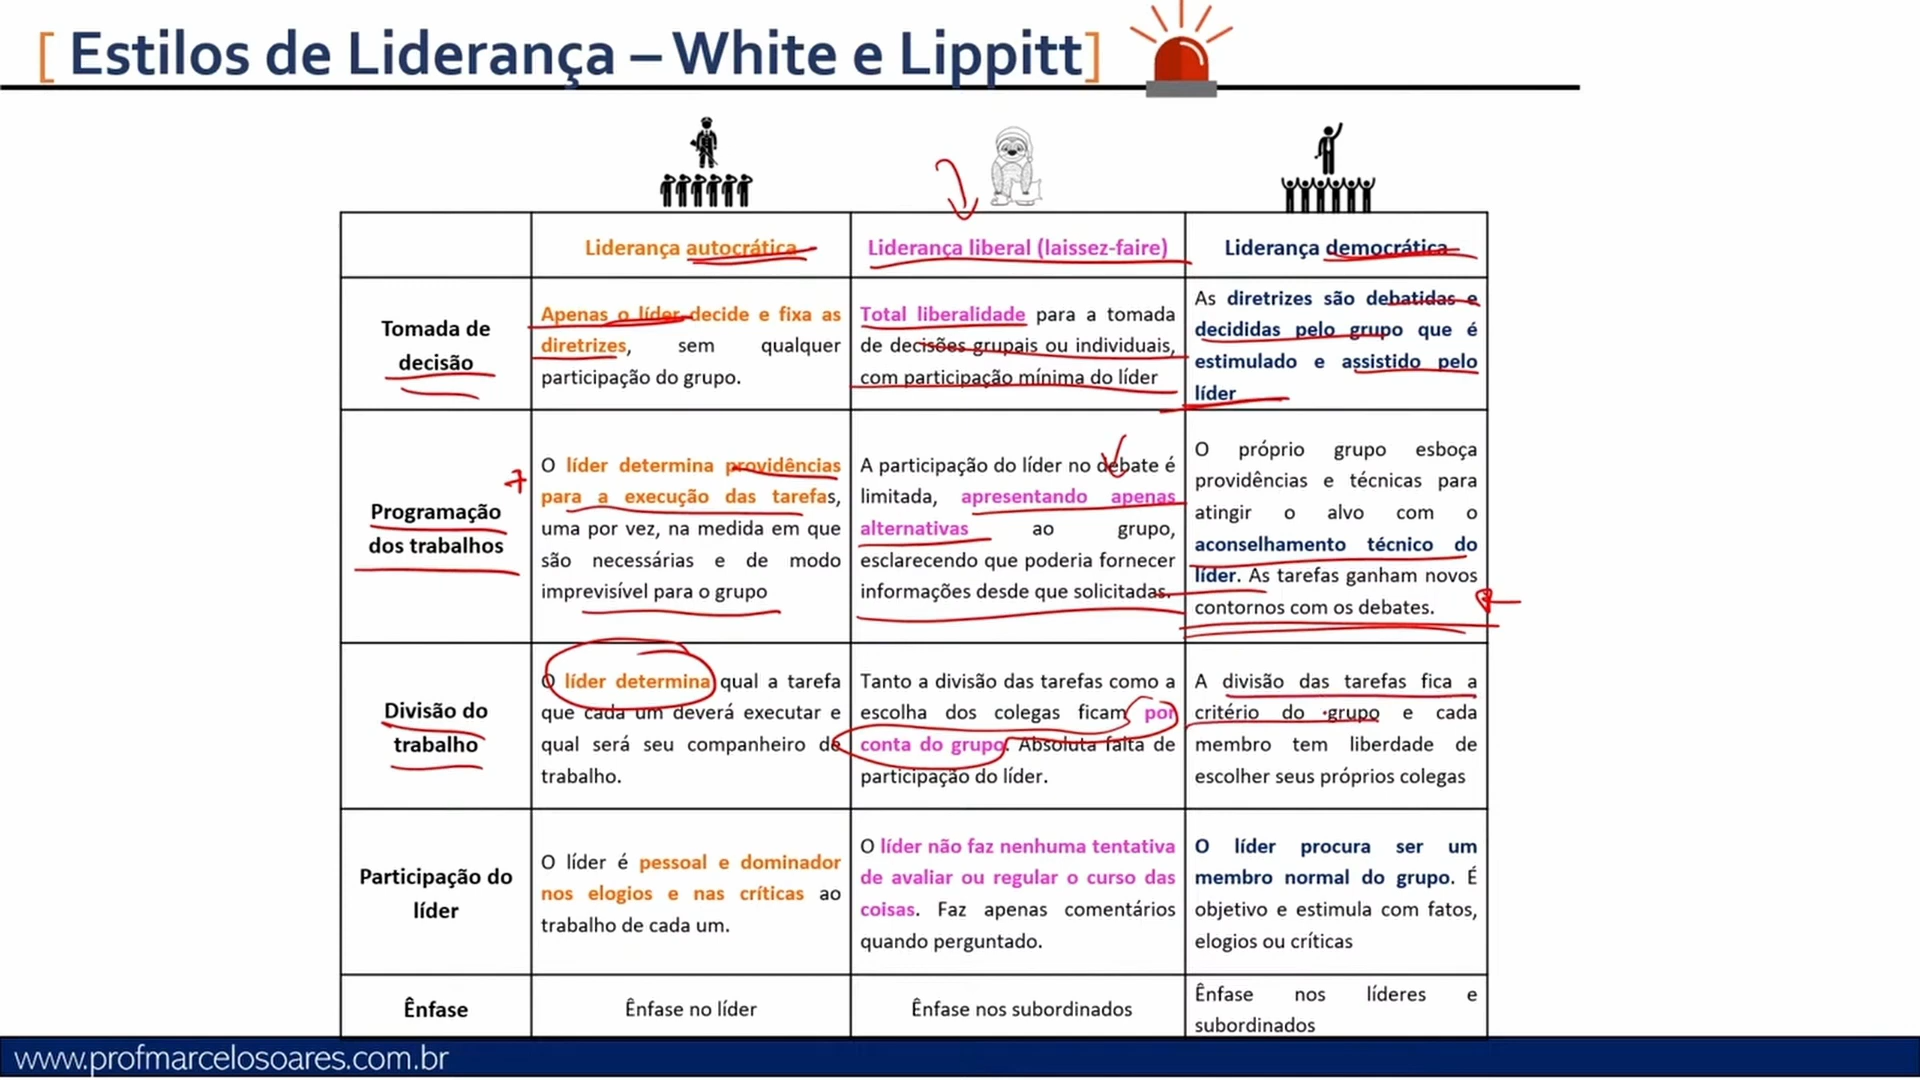 [ Estilos de Liderança – White e Lippitt]
Liderança autocrática
Liderança liberal (laissez-faire)
Liderança democrática
Tomada de
decisão
Apenas o líder decide e fixa as
diretrizes, sem qualquer
participação do grupo.
Total liberalidade para a tomada
de decisões grupais ou individuais,
com participação mínima do líder
As diretrizes são debatidas e
decididas pelo grupo que é
estimulado e assistido pelo
líder
Programação
dos trabalhos
O líder determina providências
para a execução das tarefas,
uma por vez, na medida em que
são necessárias e de modo
imprevisível para o grupo
A participação do líder no debate é
limitada, apresentando apenas
alternativas ao grupo,
esclarecendo que poderia fornecer
informações desde que solicitadas.
O próprio grupo esboça
providências e técnicas para
atingir o alvo com o
aconselhamento técnico do
líder. As tarefas ganham novos
contornos com os debates.
Divisão do
trabalho
O líder determina qual a tarefa
que cada um deverá executar e
qual será seu companheiro de
trabalho.
Tanto a divisão das tarefas como a
escolha dos colegas ficam por
conta do grupo. Absoluta falta de
participação do líder.
A divisão das tarefas fica a
critério do grupo e cada
membro tem liberdade de
escolher seus próprios colegas
Participação do
líder
O líder é pessoal e dominador
nos elogios e nas críticas ao
trabalho de cada um.
O líder não faz nenhuma tentativa
de avaliar ou regular o curso das
coisas. Faz apenas comentários
quando perguntado.
O líder procura ser um
membro normal do grupo. É
objetivo e estimula com fatos,
elogios ou críticas
Ênfase
Ênfase no líder
Ênfase nos subordinados
Ênfase nos líderes e
subordinados
www.profmarcelosoares.com.br